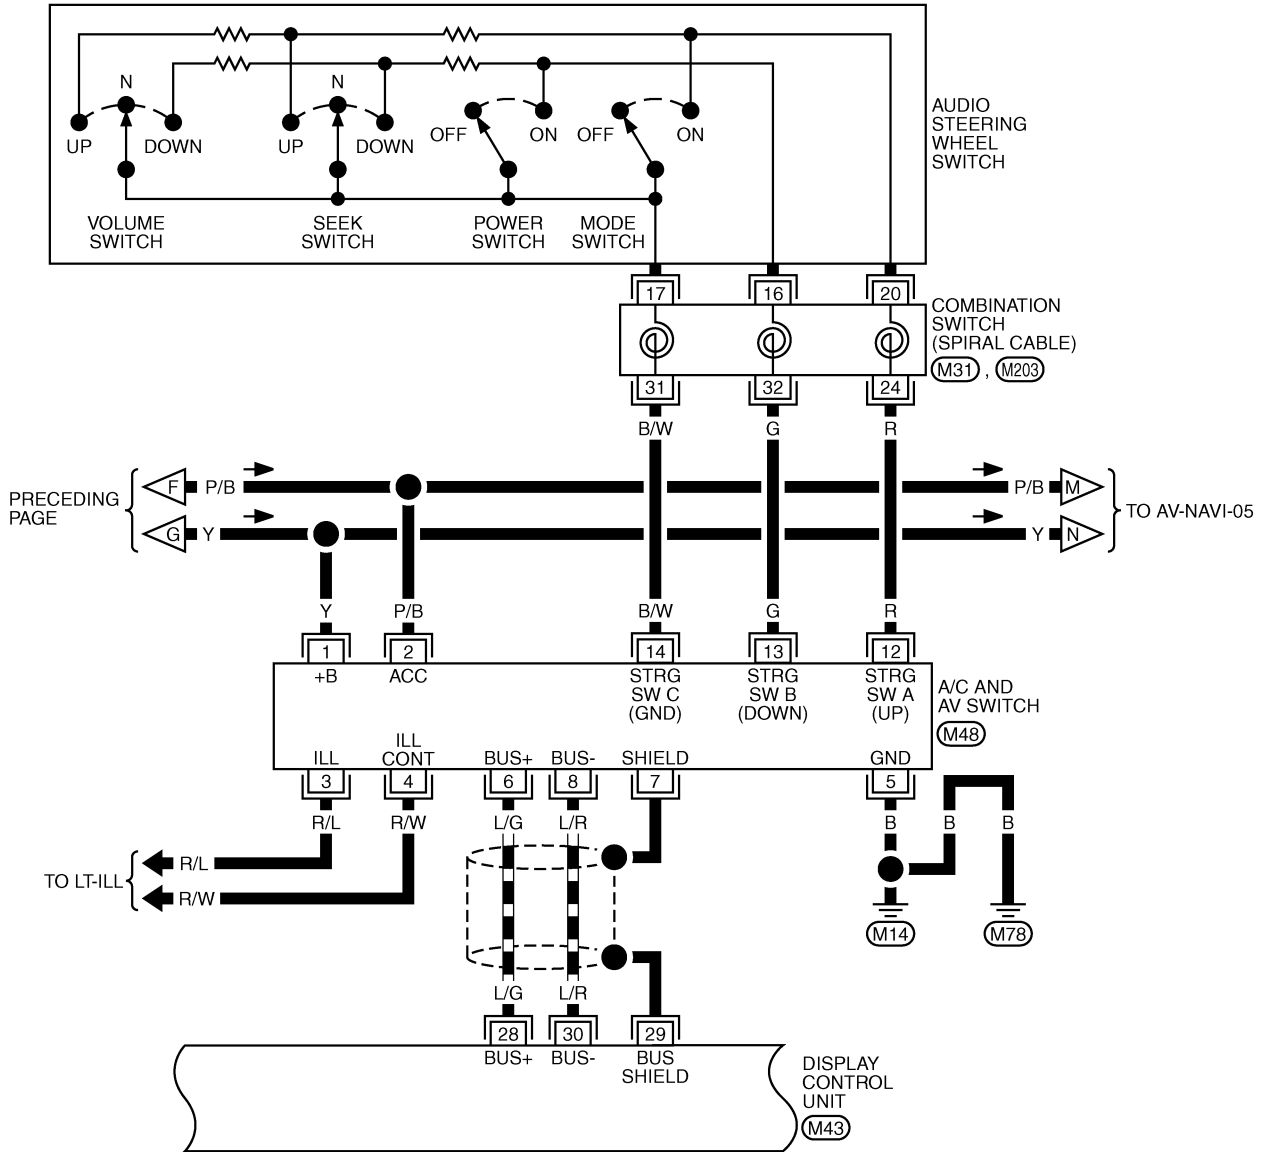 N
N
UP
DOWN
UP
DOWN
OFF
ON
OFF
ON
VOLUME
SWITCH
SEEK
SWITCH
POWER
SWITCH
MODE
SWITCH
AUDIO
STEERING
WHEEL
SWITCH
17
16
20
COMBINATION
SWITCH
(SPIRAL CABLE)
M31 , M203
31
32
24
B/W
G
R
PRECEDING
PAGE
F
P/B
P/B
M
G
Y
Y
N
TO AV-NAVI-05
Y
P/B
B/W
G
R
1
2
14
13
12
+B
ACC
STRG
SW C
(GND)
STRG
SW B
(DOWN)
STRG
SW A
(UP)
A/C AND
AV SWITCH
M48
ILL
ILL
CONT
BUS+
BUS-
SHIELD
GND
3
4
6
8
7
5
R/L
R/W
L/G
L/R
B
B
B
TO LT-ILL
R/L
R/W
M14
M78
L/G
L/R
28
30
29
BUS+
BUS-
BUS
SHIELD
DISPLAY
CONTROL
UNIT
M43